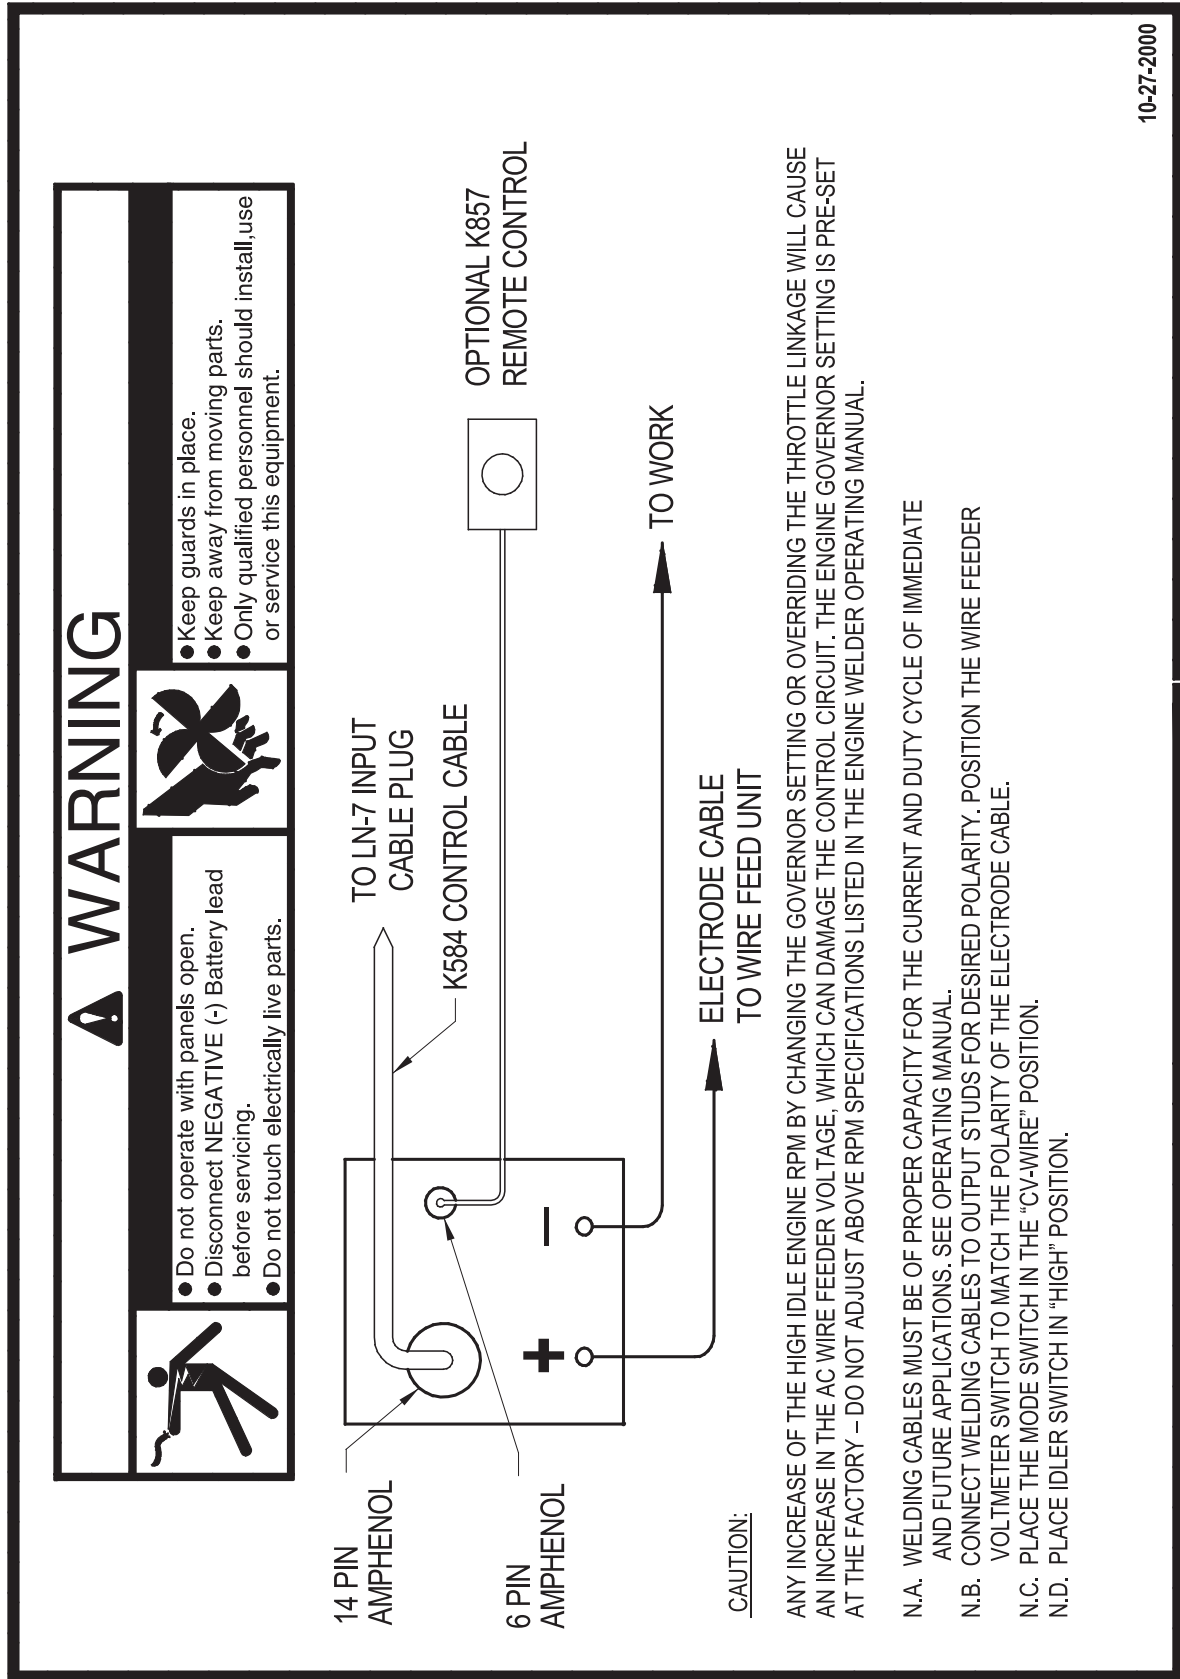 WARNING
● Do not operate with panels open.
● Disconnect NEGATIVE (-) Battery lead
before servicing.
● Do not touch electrically live parts.
● Keep guards in place.
● Keep away from moving parts.
● Only qualified personnel should install,use
or service this equipment.
14 PIN
AMPHENOL
6 PIN
AMPHENOL
TO LN-7 INPUT
CABLE PLUG
K584 CONTROL CABLE
OPTIONAL K857
REMOTE CONTROL
+
-
TO WORK
ELECTRODE CABLE
TO WIRE FEED UNIT
CAUTION:
ANY INCREASE OF THE HIGH IDLE ENGINE RPM BY CHANGING THE GOVERNOR SETTING OR OVERRIDING THE THROTTLE LINKAGE WILL CAUSE
AN INCREASE IN THE AC WIRE FEEDER VOLTAGE, WHICH CAN DAMAGE THE CONTROL CIRCUIT. THE ENGINE GOVERNOR SETTING IS PRE-SET
AT THE FACTORY – DO NOT ADJUST ABOVE RPM SPECIFICATIONS LISTED IN THE ENGINE WELDER OPERATING MANUAL.
N.A. WELDING CABLES MUST BE OF PROPER CAPACITY FOR THE CURRENT AND DUTY CYCLE OF IMMEDIATE
AND FUTURE APPLICATIONS. SEE OPERATING MANUAL.
N.B. CONNECT WELDING CABLES TO OUTPUT STUDS FOR DESIRED POLARITY. POSITION THE WIRE FEEDER
VOLTMETER SWITCH TO MATCH THE POLARITY OF THE ELECTRODE CABLE.
N.C. PLACE THE MODE SWITCH IN THE “CV-WIRE” POSITION.
N.D. PLACE IDLER SWITCH IN “HIGH” POSITION.
10-27-2000